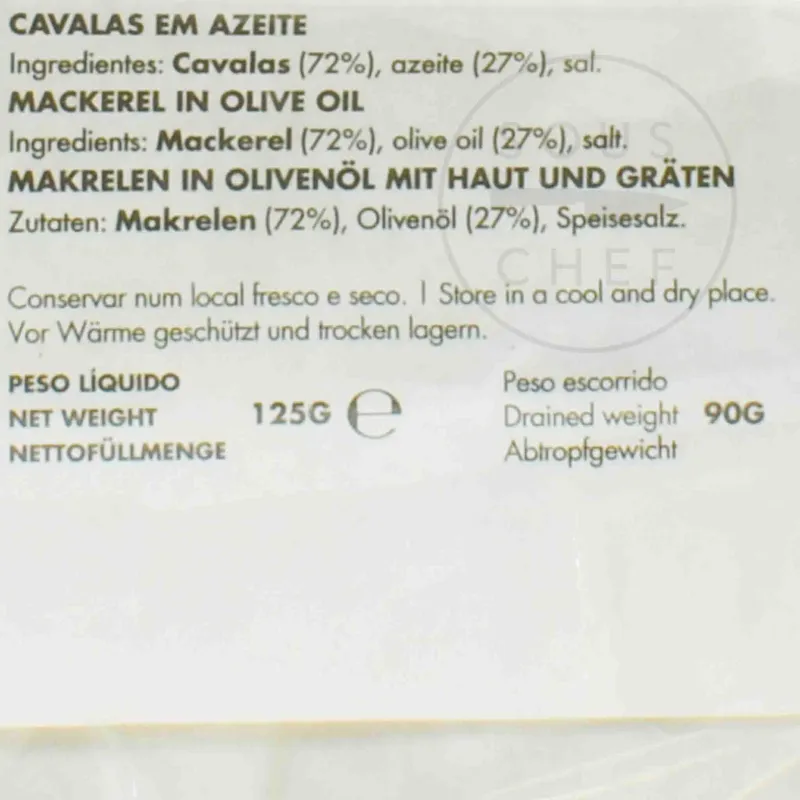 CAVALAS EM AZEITE
Ingredientes: Cavalas (72%), azeite (27%), sal.
MACKEREL IN OLIVE OIL
Ingredients: Mackerel (72%), olive oil (27%), salt.
MAKRELEN IN OLIVENÖL MIT HAUT UND GRÄTEN
Zutaten: Makrelen (72%), Olivenöl (27%), Speisesalz.
SOUS
CHEF
Conservar num local fresco e seco. | Store in a cool and dry place.
Vor Wärme geschützt und trocken lagern.
PESO LÍQUIDO
NET WEIGHT 125G ℮
NETTOFÜLLMENGE
Peso escorrido
Drained weight 90G
Abtropfgewicht